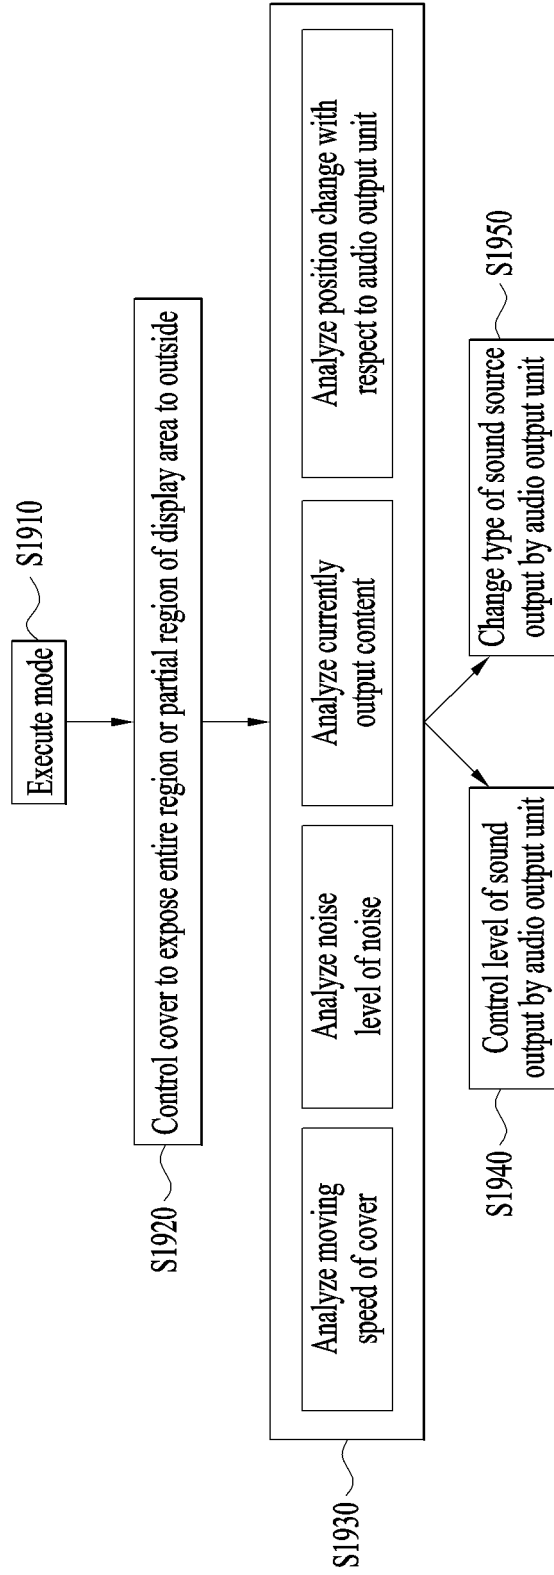 Execute mode
S1910
S1920
Control cover to expose entire region or partial region of display area to outside
S1930
Analyze moving
speed of cover
Analyze noise
level of noise
Analyze currently
output content
Analyze position change with
respect to audio output unit
S1940
Control level of sound
output by audio output unit
Change type of sound source
output by audio output unit
S1950